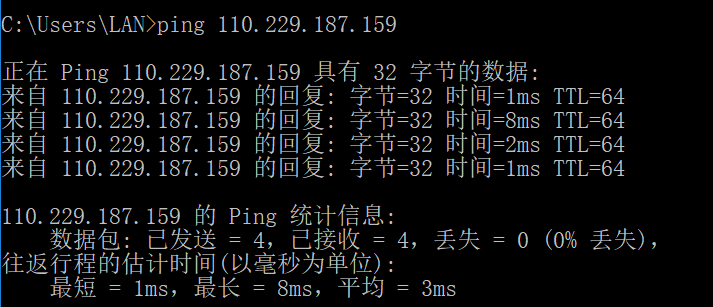 C:\Users\LAN>ping 110.229.187.159
正在 Ping 110.229.187.159 具有 32 字节的数据:
来自 110.229.187.159 的回复: 字节=32 时间=1ms TTL=64
来自 110.229.187.159 的回复: 字节=32 时间=8ms TTL=64
来自 110.229.187.159 的回复: 字节=32 时间=2ms TTL=64
来自 110.229.187.159 的回复: 字节=32 时间=1ms TTL=64
110.229.187.159 的 Ping 统计信息:
数据包: 已发送 = 4，已接收 = 4，丢失 = 0 (0% 丢失)，
往返行程的估计时间(以毫秒为单位):
最短 = 1ms，最长 = 8ms，平均 = 3ms